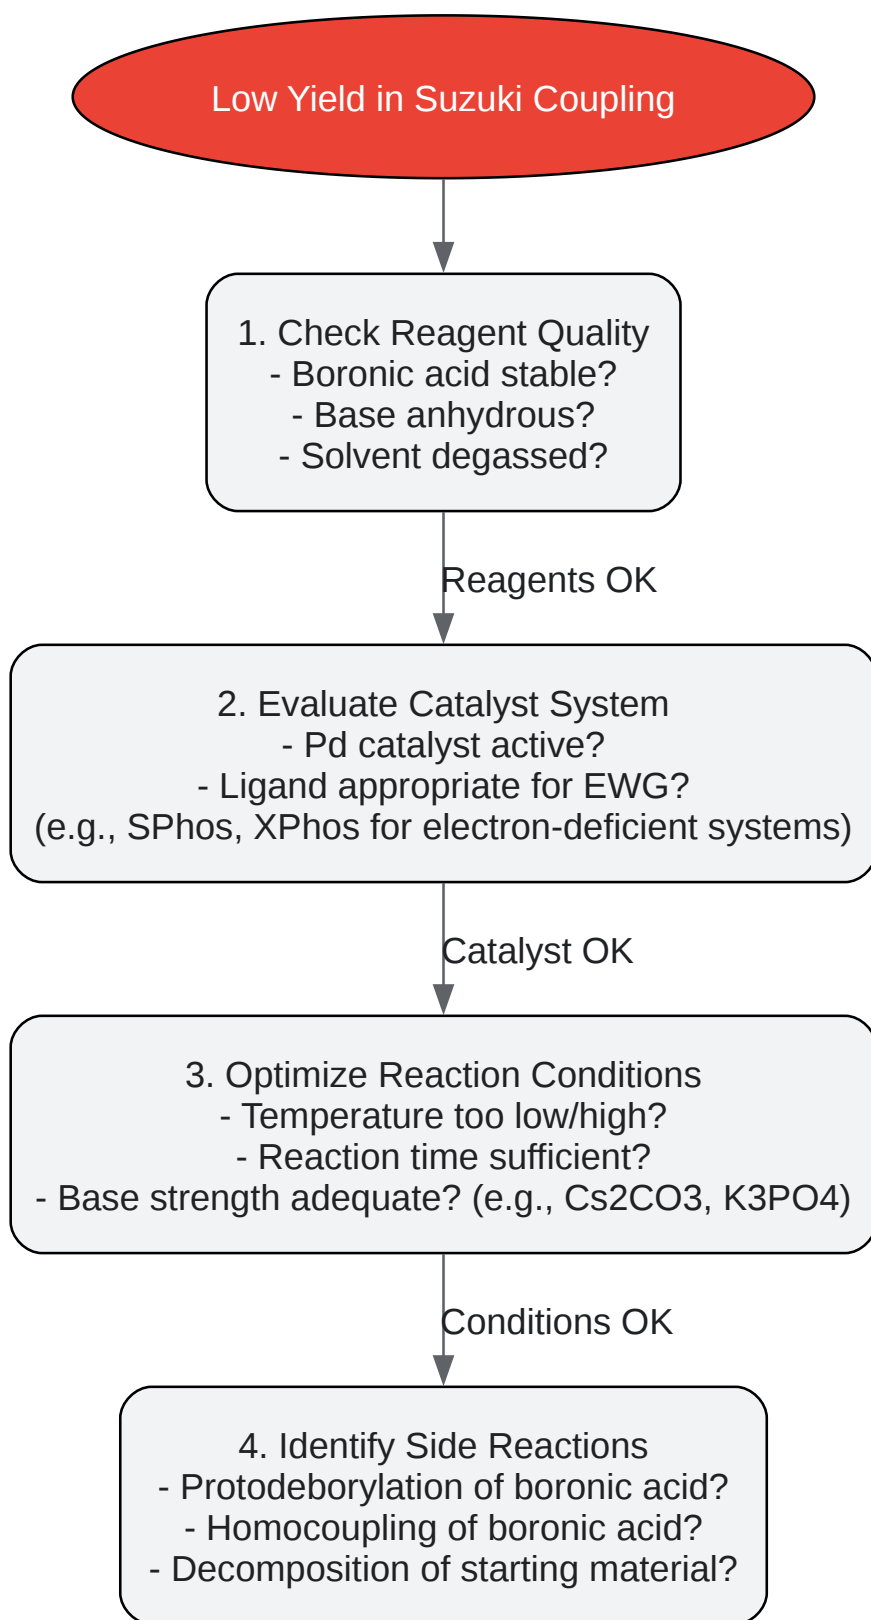 Low Yield in Suzuki Coupling
1. Check Reagent Quality
- Boronic acid stable?
- Base anhydrous?
- Solvent degassed?
Reagents OK
2. Evaluate Catalyst System
- Pd catalyst active?
- Ligand appropriate for EWG?
(e.g., SPhos, XPhos for electron-deficient systems)
Catalyst OK
3. Optimize Reaction Conditions
- Temperature too low/high?
- Reaction time sufficient?
- Base strength adequate? (e.g., Cs2CO3, K3PO4)
Conditions OK
4. Identify Side Reactions
- Protodeborylation of boronic acid?
- Homocoupling of boronic acid?
- Decomposition of starting material?